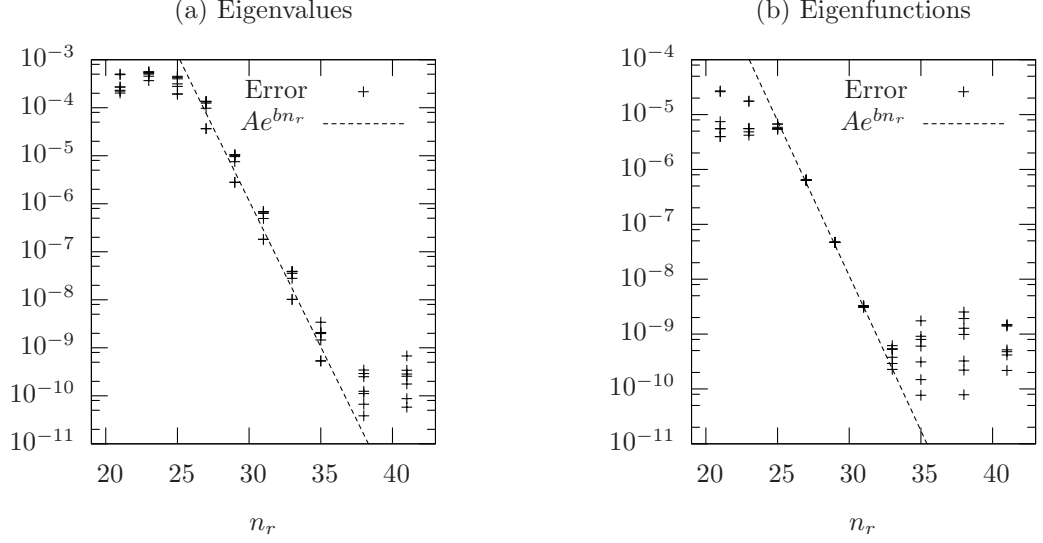 (a) Eigenvalues
10^{-3}
10^{-4}
10^{-5}
10^{-6}
10^{-7}
10^{-8}
10^{-9}
10^{-10}
10^{-11}
Error
Ae^{bn_r}
20 25 30 35 40
n_r
(b) Eigenfunctions
10^{-4}
10^{-5}
10^{-6}
10^{-7}
10^{-8}
10^{-9}
10^{-10}
10^{-11}
Error
Ae^{bn_r}
20 25 30 35 40
n_r